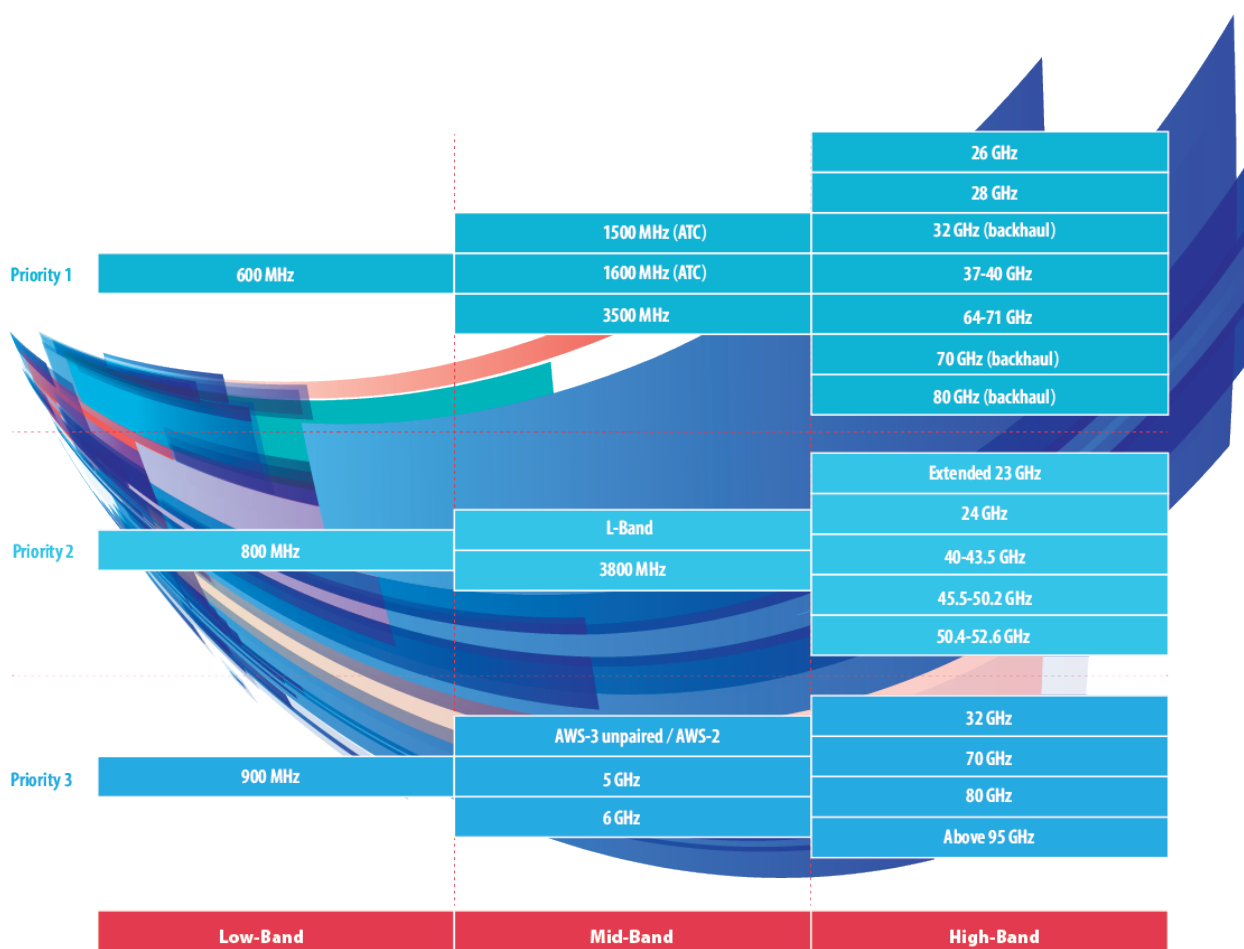 Priority 1
600 MHz
1500 MHz (ATC)
1600 MHz (ATC)
3500 MHz
26 GHz
28 GHz
32 GHz (backhaul)
37-40 GHz
64-71 GHz
70 GHz (backhaul)
80 GHz (backhaul)
Priority 2
800 MHz
L-Band
3800 MHz
Extended 23 GHz
24 GHz
40-43.5 GHz
45.5-50.2 GHz
50.4-52.6 GHz
Priority 3
900 MHz
AWS-3 unpaired / AWS-2
5 GHz
6 GHz
32 GHz
70 GHz
80 GHz
Above 95 GHz
Low-Band
Mid-Band
High-Band